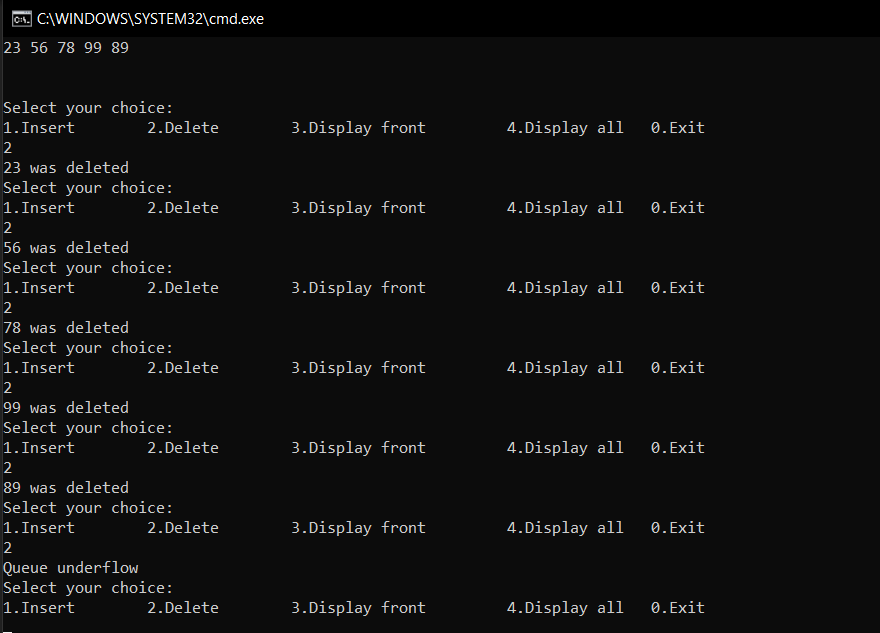 C:\WINDOWS\SYSTEM32\cmd.exe
23 56 78 99 89
Select your choice:
1.Insert 2.Delete 3.Display front 4.Display all 0.Exit
2
23 was deleted
Select your choice:
1.Insert 2.Delete 3.Display front 4.Display all 0.Exit
2
56 was deleted
Select your choice:
1.Insert 2.Delete 3.Display front 4.Display all 0.Exit
2
78 was deleted
Select your choice:
1.Insert 2.Delete 3.Display front 4.Display all 0.Exit
2
99 was deleted
Select your choice:
1.Insert 2.Delete 3.Display front 4.Display all 0.Exit
2
89 was deleted
Select your choice:
1.Insert 2.Delete 3.Display front 4.Display all 0.Exit
2
Queue underflow
Select your choice:
1.Insert 2.Delete 3.Display front 4.Display all 0.Exit